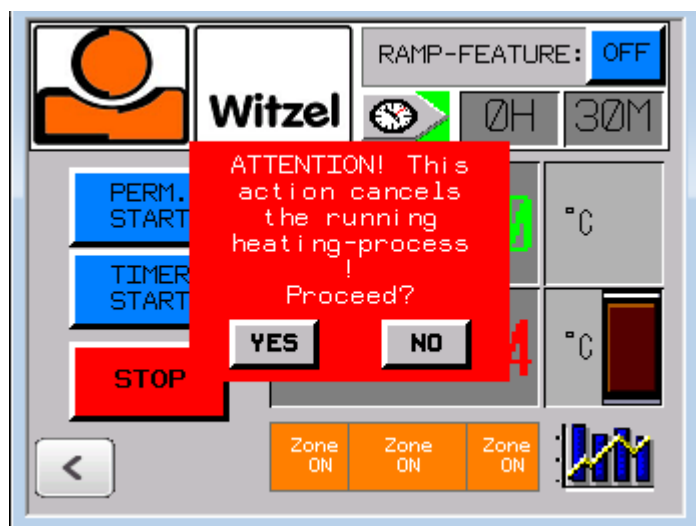 RAMP-FEATURE: OFF
Witzel
0H 30M
ATTENTION! This
action cancels
the running
heating-process
!
Proceed?
YES NO
PERM.
START
°C
TIMER
START
°C
STOP
Zone Zone Zone
ON ON ON
<